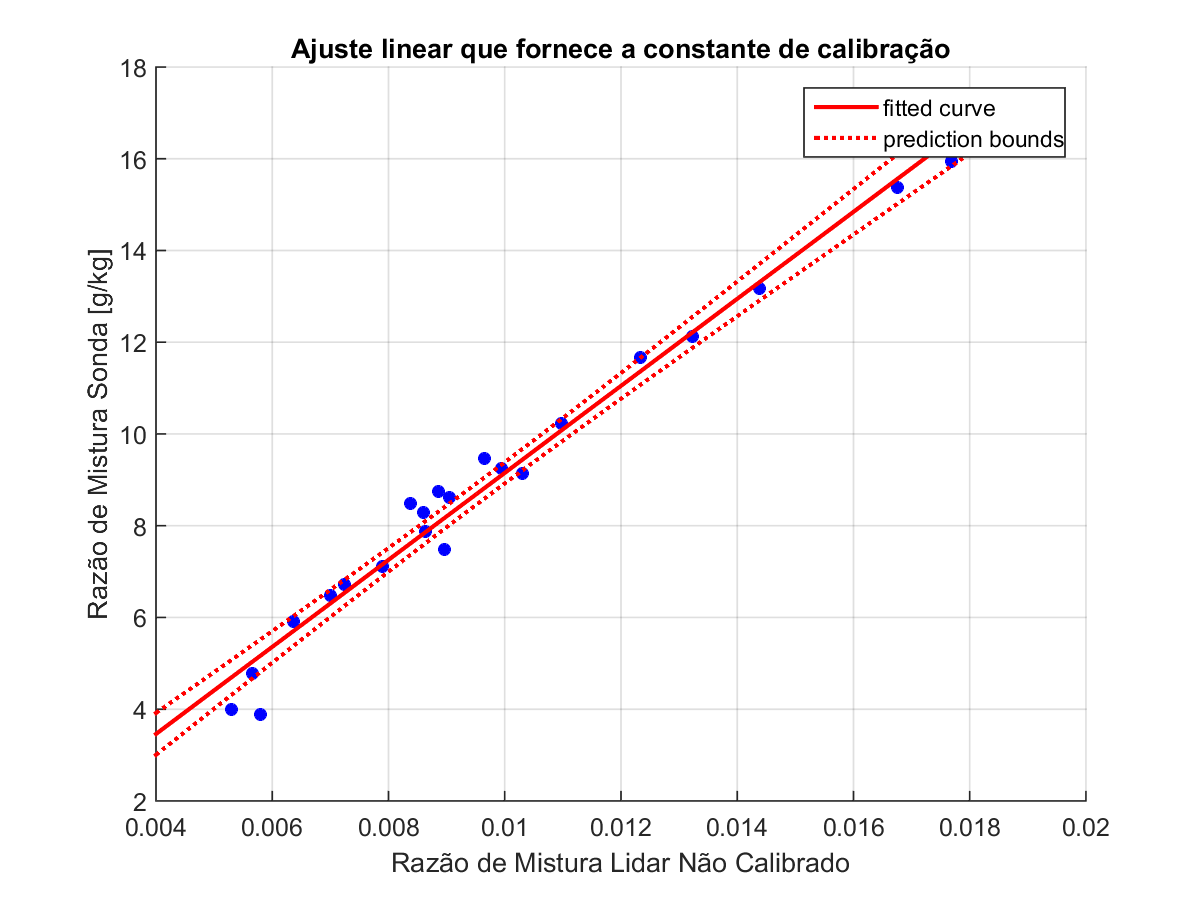 Ajuste linear que fornece a constante de calibração
18
16
14
12
10
8
6
4
2
Razão de Mistura Sonda [g/kg]
fitted curve
prediction bounds
0.004 0.006 0.008 0.01 0.012 0.014 0.016 0.018 0.02
Razão de Mistura Lidar Não Calibrado